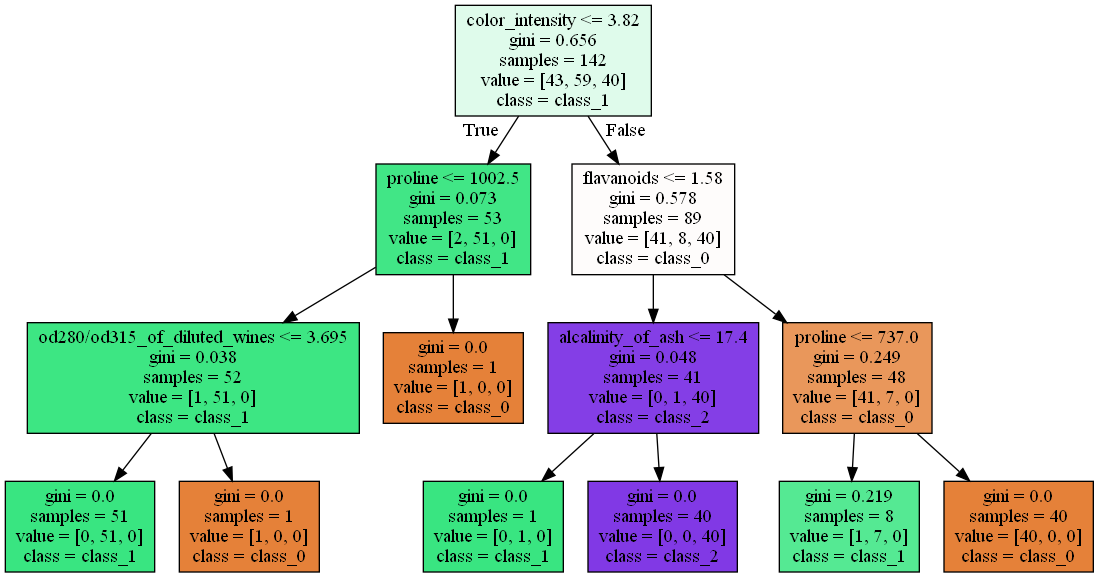 color_intensity <= 3.82
gini = 0.656
samples = 142
value = [43, 59, 40]
class = class_1
True
False
proline <= 1002.5
gini = 0.073
samples = 53
value = [2, 51, 0]
class = class_1
flavanoids <= 1.58
gini = 0.578
samples = 89
value = [41, 8, 40]
class = class_0
od280/od315_of_diluted_wines <= 3.695
gini = 0.038
samples = 52
value = [1, 51, 0]
class = class_1
gini = 0.0
samples = 1
value = [1, 0, 0]
class = class_0
alcalinity_of_ash <= 17.4
gini = 0.048
samples = 41
value = [0, 1, 40]
class = class_2
proline <= 737.0
gini = 0.249
samples = 48
value = [41, 7, 0]
class = class_0
gini = 0.0
samples = 51
value = [0, 51, 0]
class = class_1
gini = 0.0
samples = 1
value = [1, 0, 0]
class = class_0
gini = 0.0
samples = 1
value = [0, 1, 0]
class = class_1
gini = 0.0
samples = 40
value = [0, 0, 40]
class = class_2
gini = 0.219
samples = 8
value = [1, 7, 0]
class = class_1
gini = 0.0
samples = 40
value = [40, 0, 0]
class = class_0